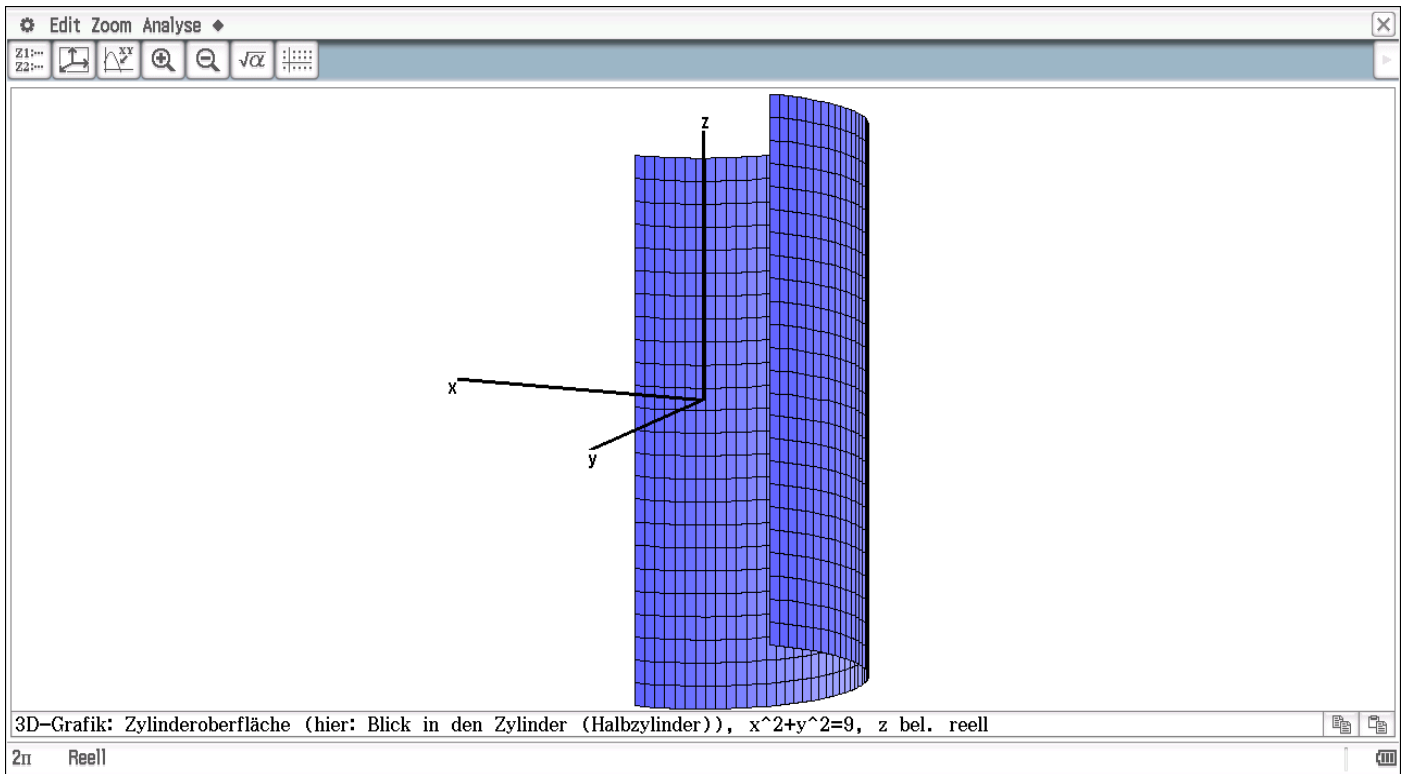 Edit Zoom Analyse ◆
Z1:…
Z2:…
XY
√α
z
x
y
3D-Grafik: Zylinderoberfläche (hier: Blick in den Zylinder (Halbzylinder)), x^2+y^2=9, z bel. reell
2π Reell